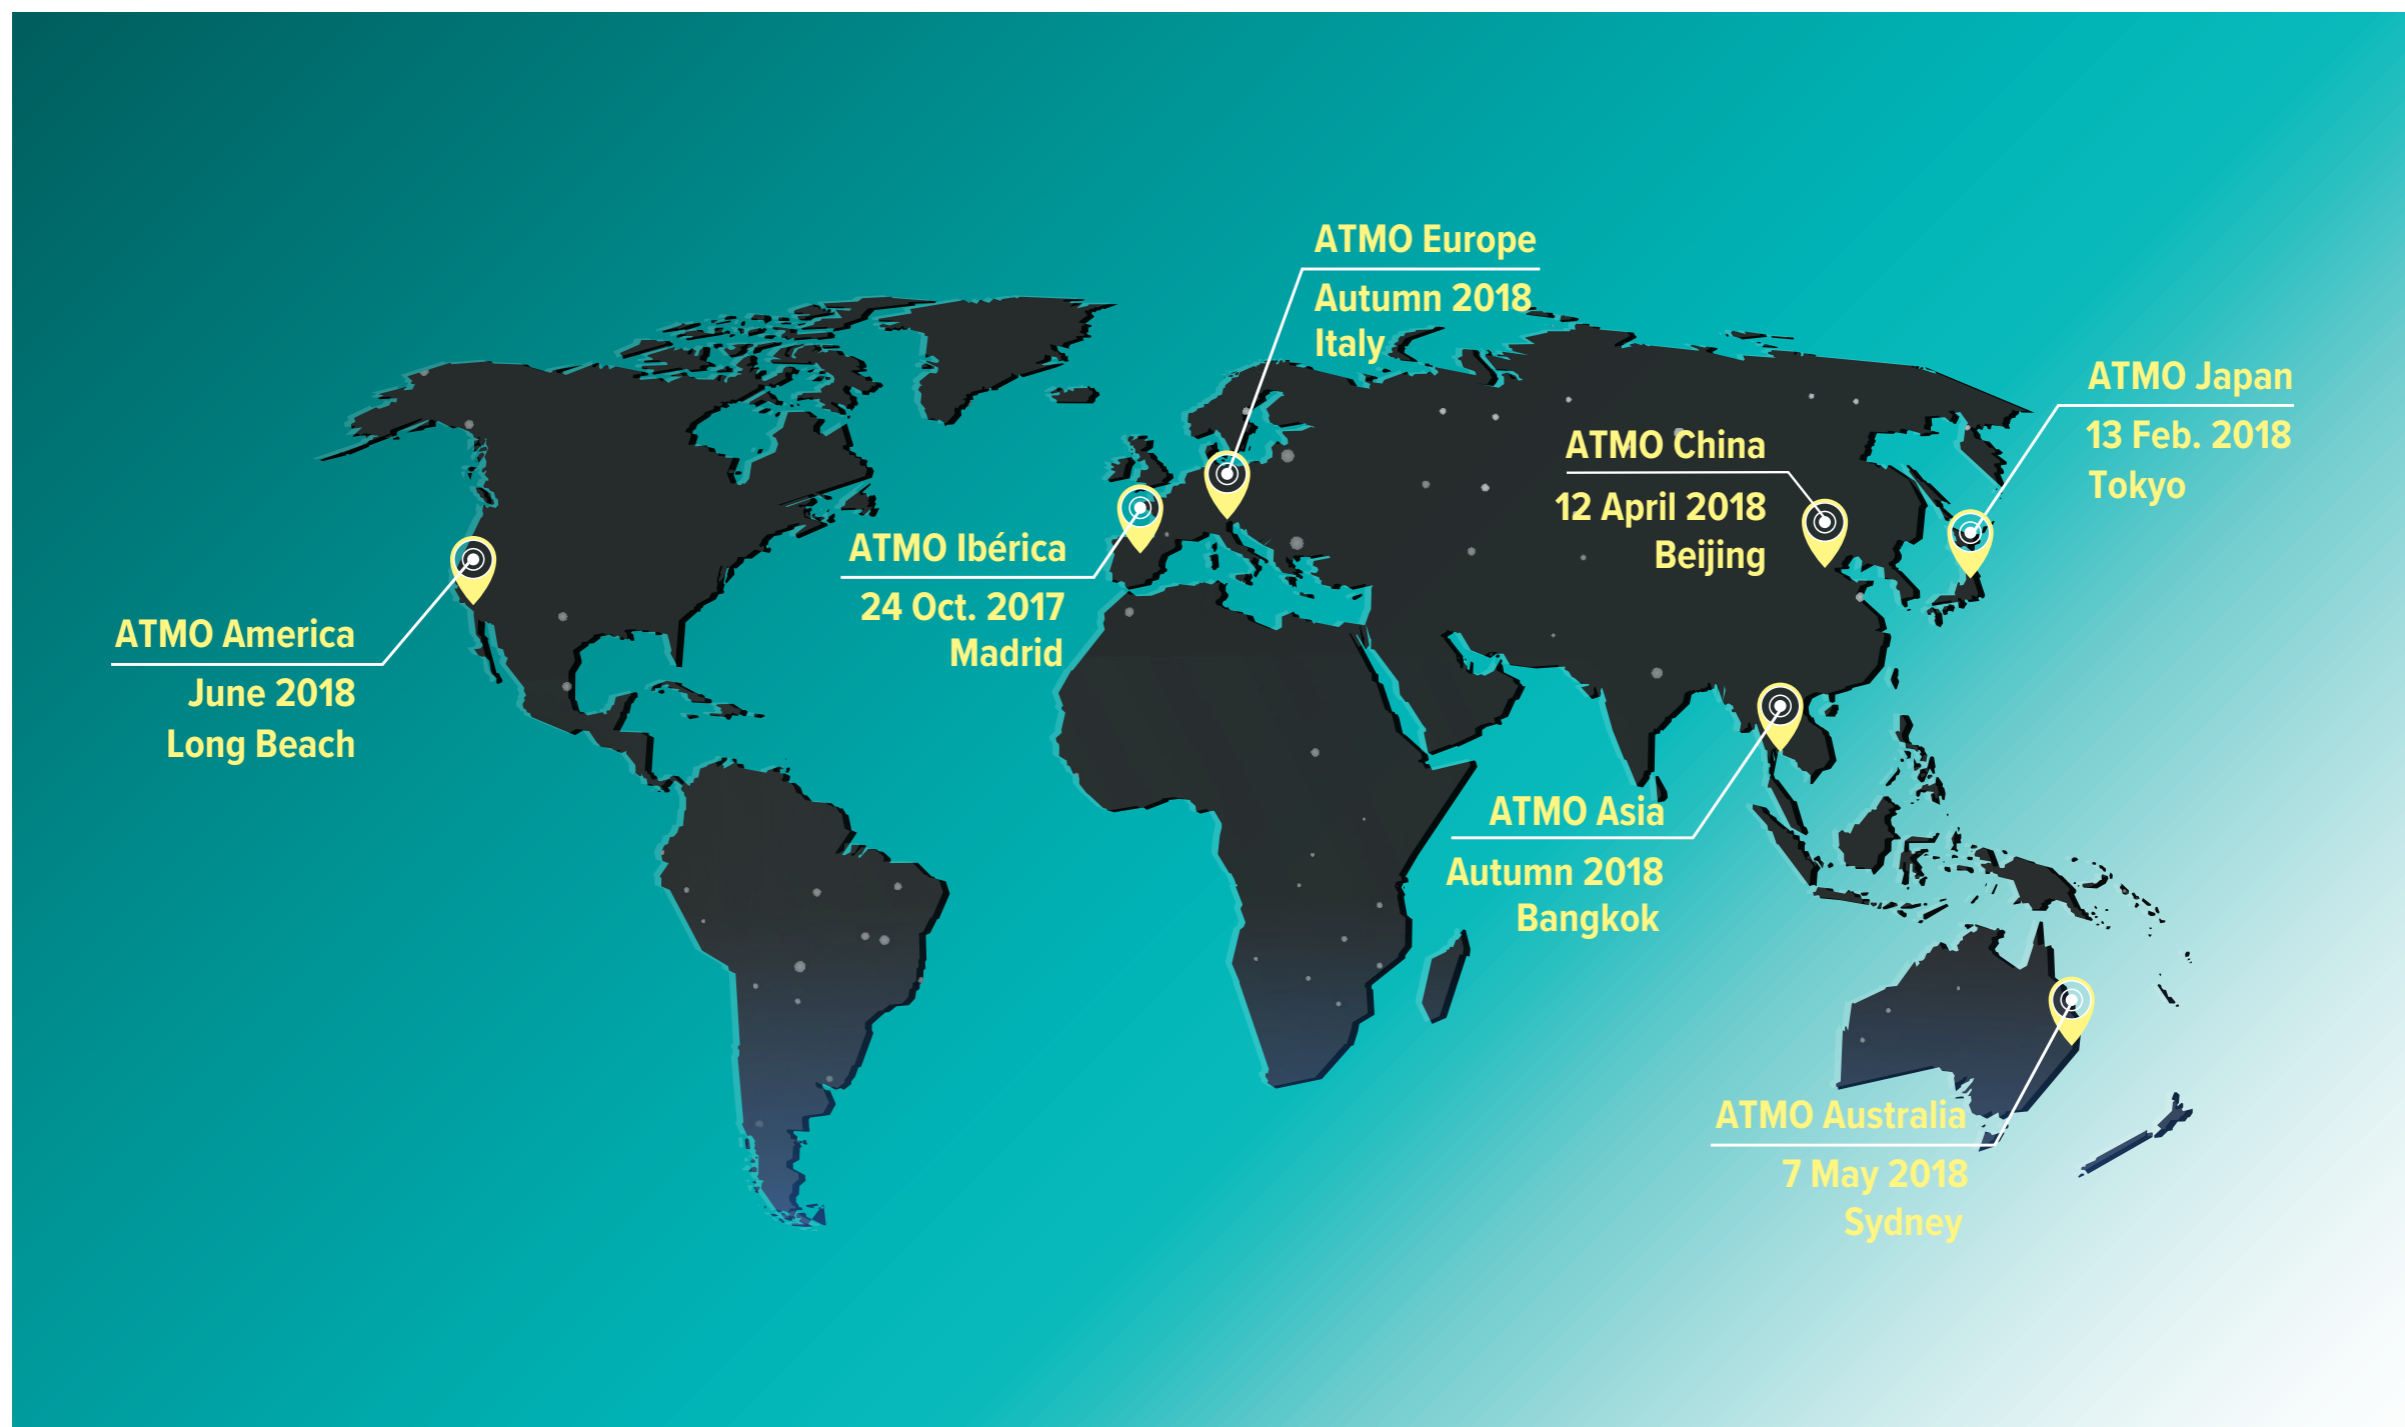 ATMO Europe
Autumn 2018
Italy
ATMO Japan
13 Feb. 2018
Tokyo
ATMO China
12 April 2018
Beijing
ATMO Ibérica
24 Oct. 2017
Madrid
ATMO America
June 2018
Long Beach
ATMO Asia
Autumn 2018
Bangkok
ATMO Australia
7 May 2018
Sydney